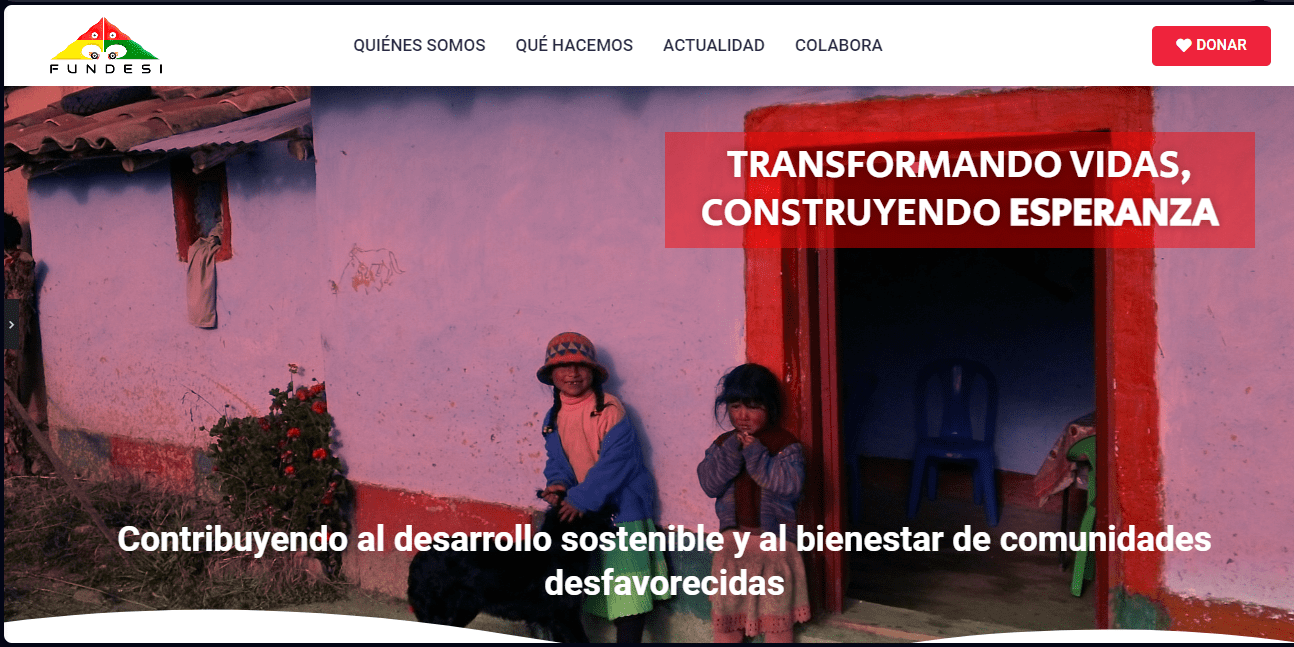 FUNDESI
QUIÉNES SOMOS
QUÉ HACEMOS
ACTUALIDAD
COLABORA
DONAR
TRANSFORMANDO VIDAS,
CONSTRUYENDO ESPERANZA
Contribuyendo al desarrollo sostenible y al bienestar de comunidades
desfavorecidas